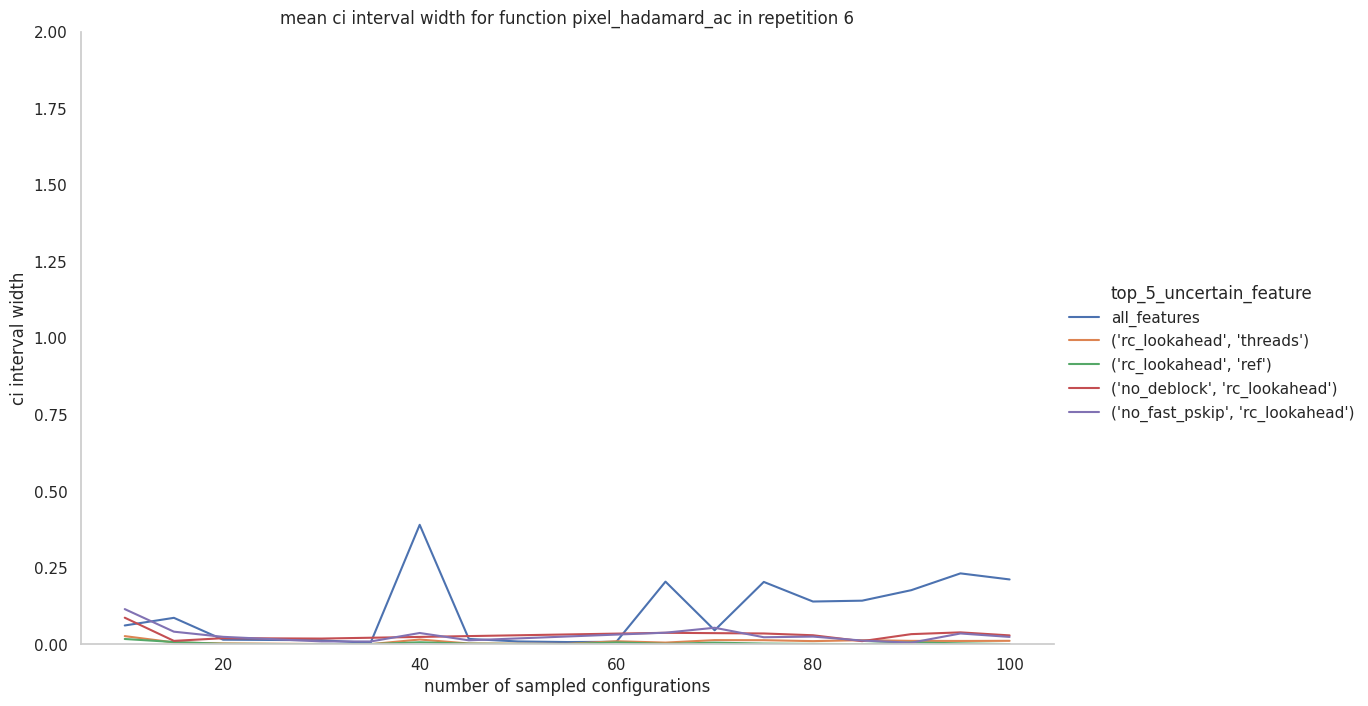 mean ci interval width for function pixel_hadamard_ac in repetition 6
2.00
1.75
1.50
1.25
1.00
0.75
0.50
0.25
0.00
ci interval width
20
40
60
80
100
number of sampled configurations
top_5_uncertain_feature
all_features
('rc_lookahead', 'threads')
('rc_lookahead', 'ref')
('no_deblock', 'rc_lookahead')
('no_fast_pskip', 'rc_lookahead')